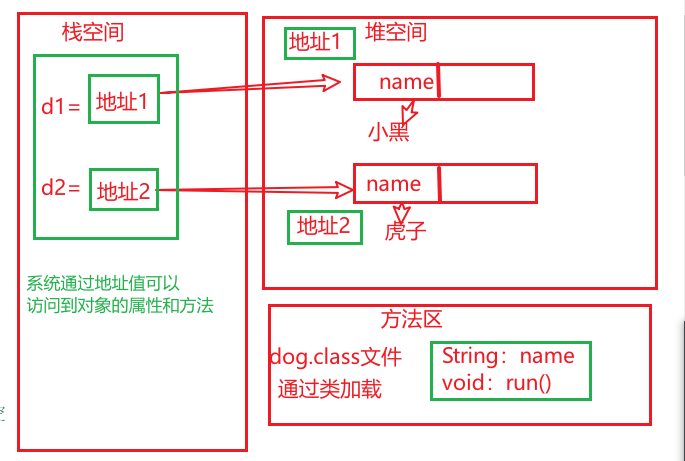 栈空间
d1=
地址1
d2=
地址2
系统通过地址值可以
访问到对象的属性和方法
堆空间
地址1
name
小黑
name
地址2
虎子
方法区
dog.class文件
通过类加载
String：name
void：run()